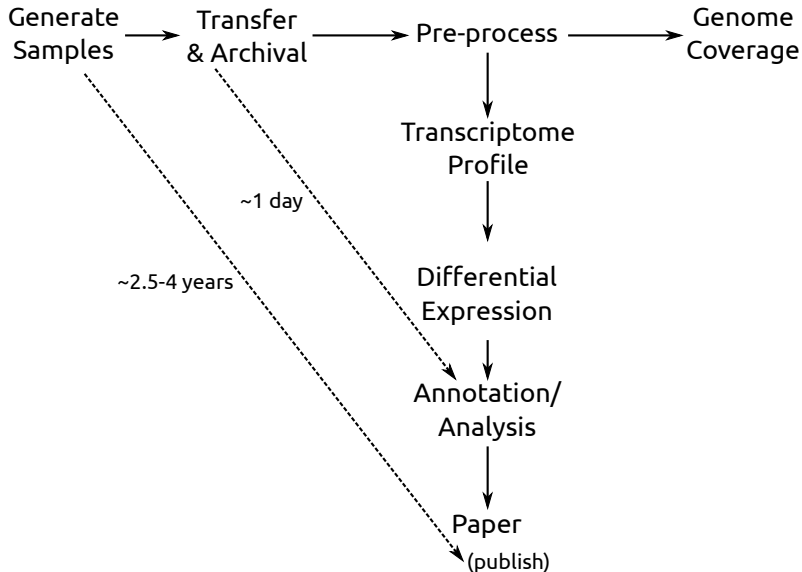 Generate
Samples
Transfer
& Archival
Pre-process
Genome
Coverage
Transcriptome
Profile
~1 day
~2.5-4 years
Differential
Expression
Annotation/
Analysis
Paper
(publish)